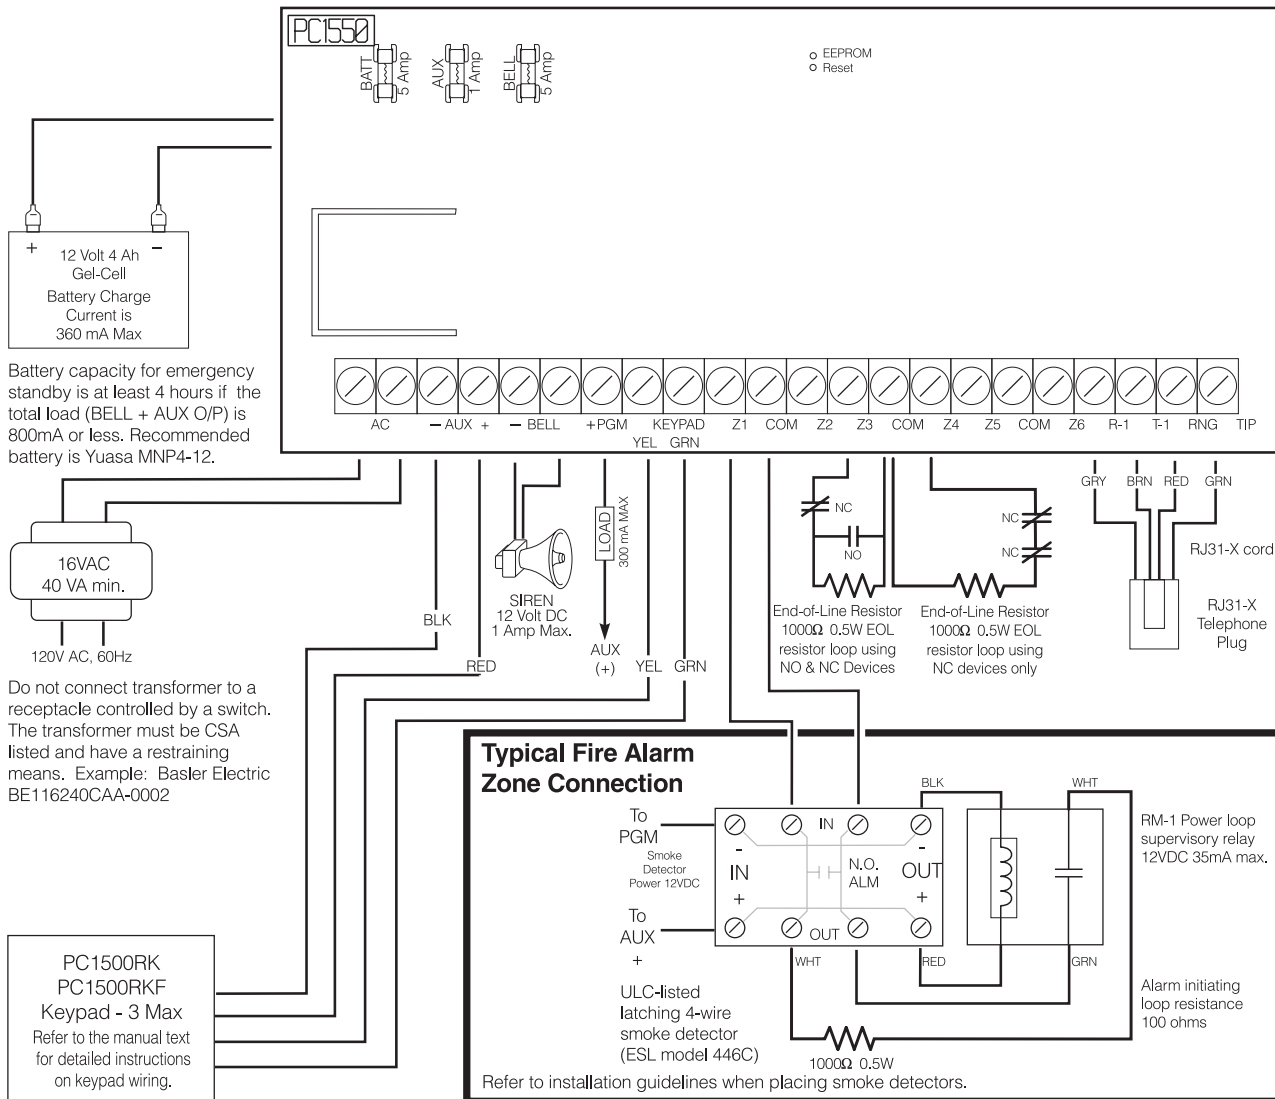 PC1550
BATT
5 Amp
AUX
1 Amp
BELL
5 Amp
EEPROM
Reset
+ −
12 Volt 4 Ah
Gel-Cell
Battery Charge
Current is
360 mA Max
Battery capacity for emergency
standby is at least 4 hours if the
total load (BELL + AUX O/P) is
800mA or less. Recommended
battery is Yuasa MNP4-12.
AC − AUX + − BELL +PGM KEYPAD Z1 COM Z2 Z3 COM Z4 Z5 COM Z6 R-1 T-1 RNG TIP
YEL GRN
16VAC
40 VA min.
120V AC, 60Hz
Do not connect transformer to a
receptacle controlled by a switch.
The transformer must be CSA
listed and have a restraining
means. Example: Basler Electric
BE116240CAA-0002
BLK
RED
SIREN
12 Volt DC
1 Amp Max.
LOAD
300 mA MAX
AUX
(+)
YEL GRN
NC
NO
End-of-Line Resistor
1000Ω 0.5W EOL
resistor loop using
NO & NC Devices
NC
NC
End-of-Line Resistor
1000Ω 0.5W EOL
resistor loop using
NC devices only
GRY BRN RED GRN
RJ31-X cord
RJ31-X
Telephone
Plug
PC1500RK
PC1500RKF
Keypad - 3 Max
Refer to the manual text
for detailed instructions
on keypad wiring.
Typical Fire Alarm
Zone Connection
To
PGM
Smoke
Detector
Power 12VDC
To
AUX
+
IN
- -
IN N.O. OUT
ALM
+ +
OUT
BLK
WHT
WHT
RED
GRN
RM-1 Power loop
supervisory relay
12VDC 35mA max.
ULC-listed
latching 4-wire
smoke detector
(ESL model 446C)
1000Ω 0.5W
Alarm initiating
loop resistance
100 ohms
Refer to installation guidelines when placing smoke detectors.